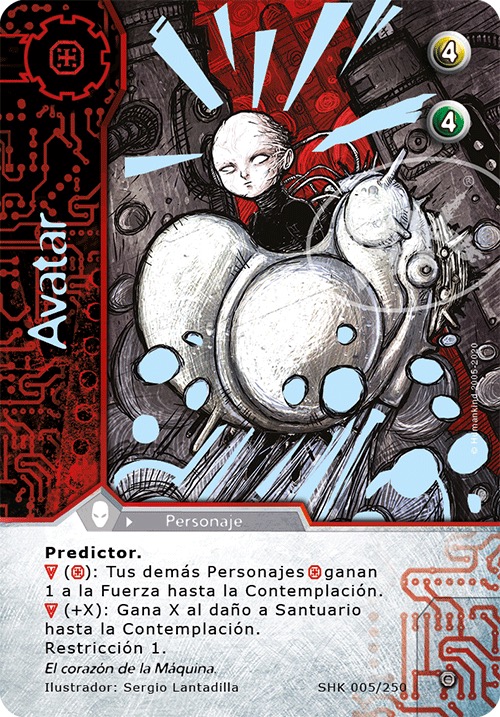 4
4
Avatar
© Humankind 2005-2020
Personaje
Predictor.
(): Tus demás Personajes ganan
1 a la Fuerza hasta la Contemplación.
(+X): Gana X al daño a Santuario
hasta la Contemplación.
Restricción 1.
El corazón de la Máquina.
Ilustrador: Sergio Lantadilla SHK 005/250